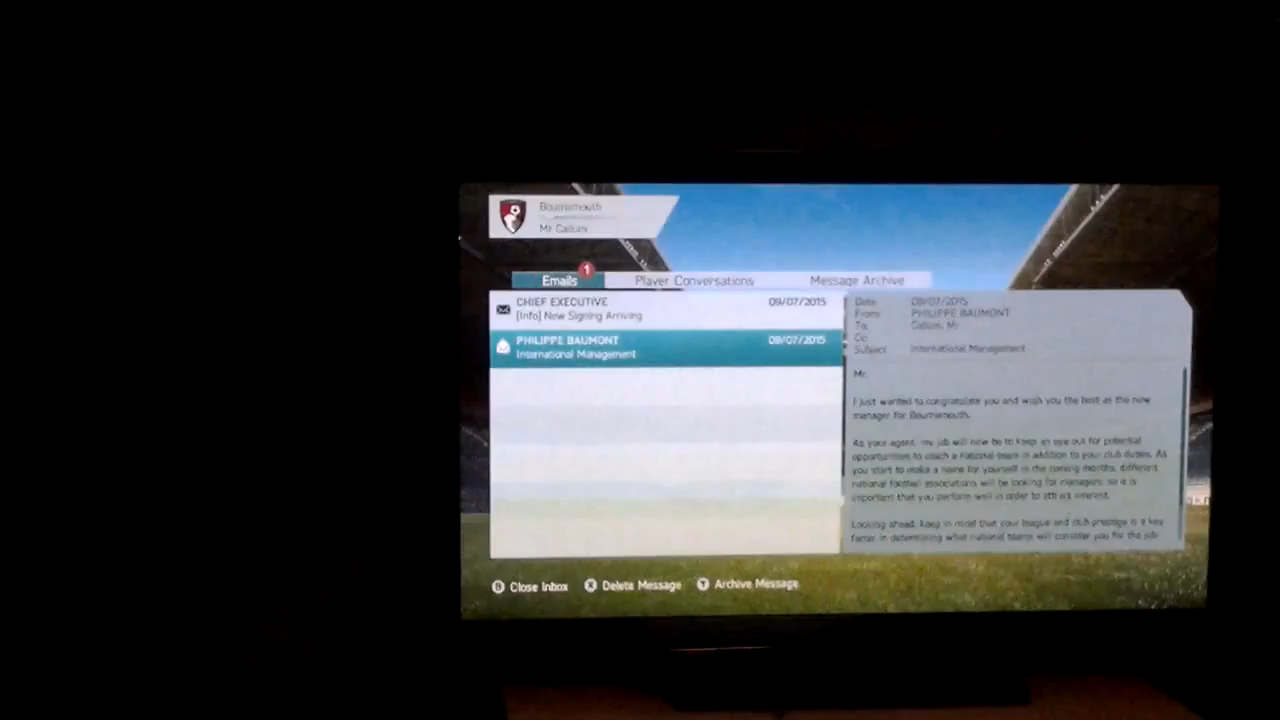 Bournemouth
Mr Callum
Emails 1 Player Conversations Message Archive
CHIEF EXECUTIVE 09/07/2015
[Info] New Signing Arriving
PHILIPPE BAUMONT 09/07/2015
International Management
Date: 09/07/2015
From: PHILIPPE BAUMONT
To: Callum, Mr
Cc:
Subject: International Management
Mr.
I just wanted to congratulate you and wish you the best as the new
manager for Bournemouth.
As your agent, my job will now be to keep an eye out for potential
opportunities to coach a national team in addition to your club duties. As
you start to make a name for yourself in the coming months, different
national football associations will be looking for managers, so it is
important that you perform well in order to attract interest.
Looking ahead, keep in mind that your league and club prestige is a key
factor in determining what national teams will consider you for the job
B Close Inbox X Delete Message Y Archive Message